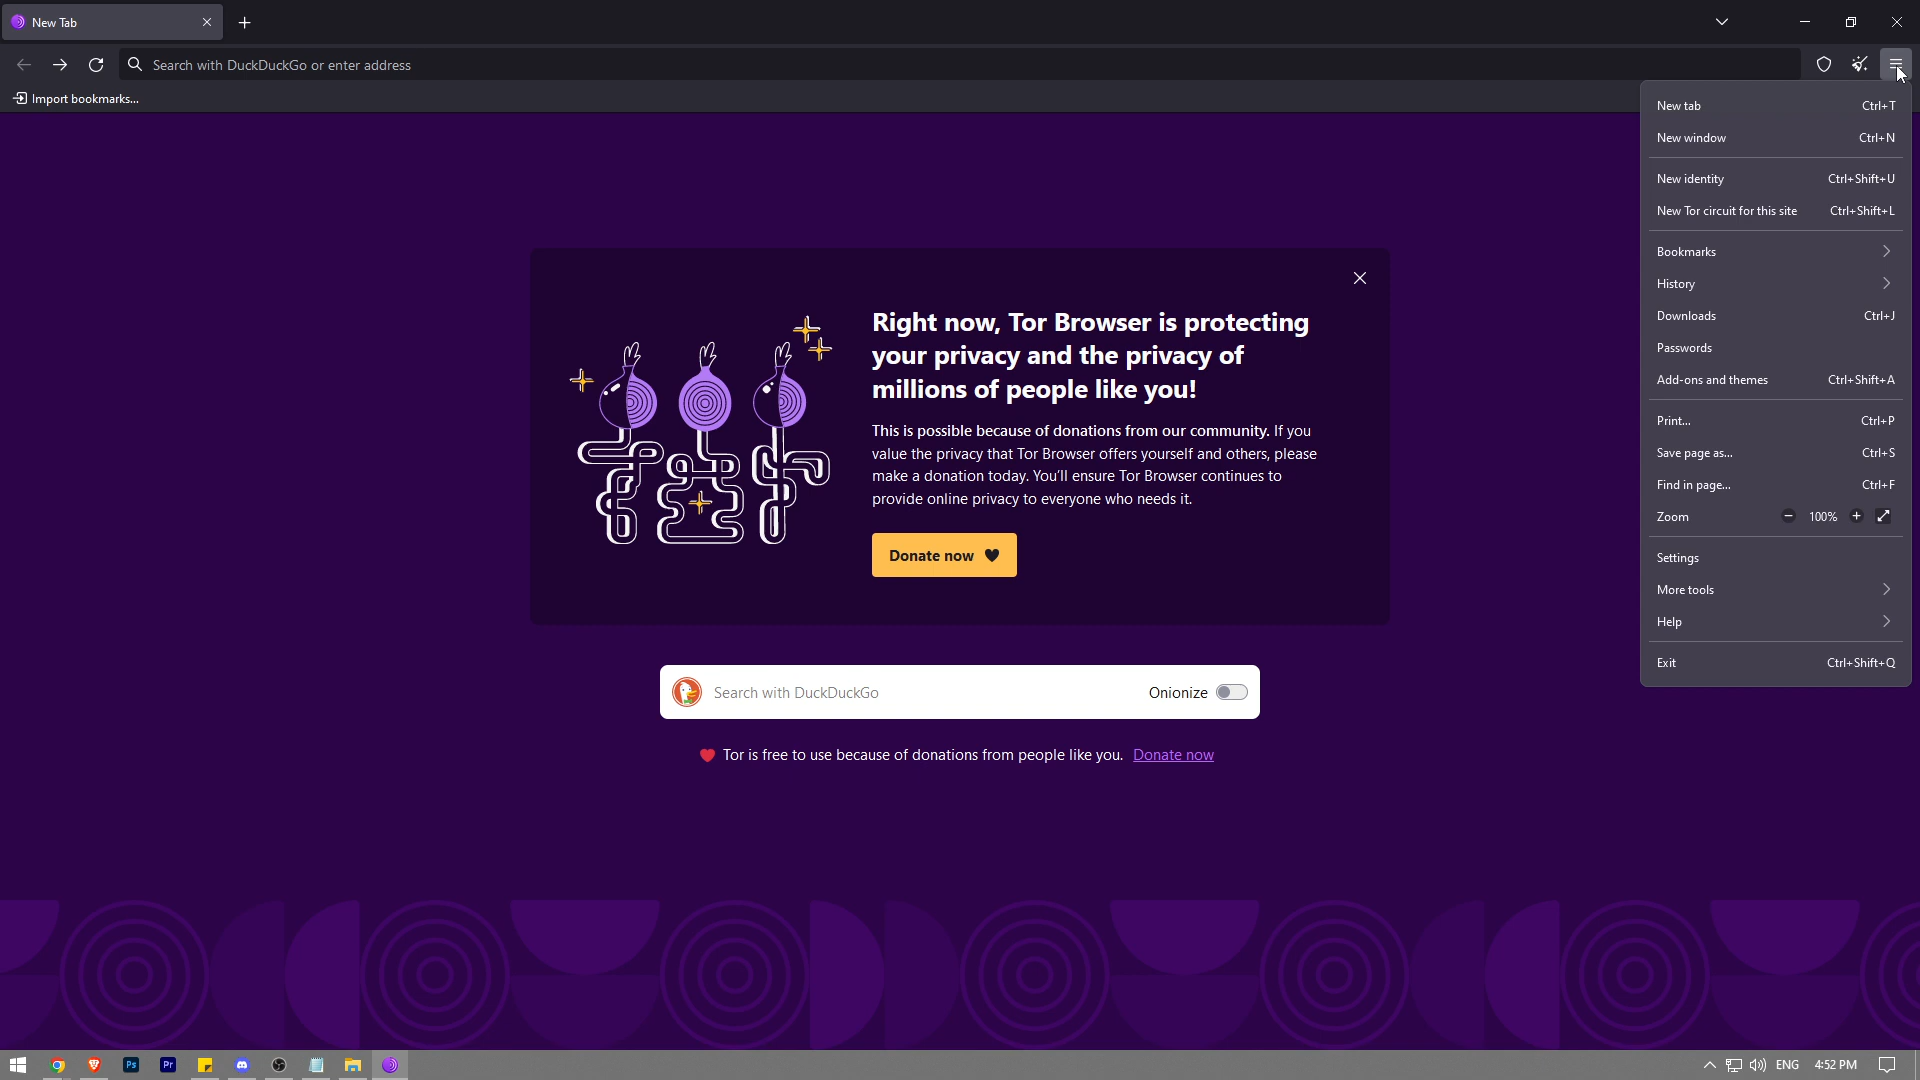 New Tab
Search with DuckDuckGo or enter address
Import bookmarks...
New tab Ctrl+T
New window Ctrl+N
New identity Ctrl+Shift+U
New Tor circuit for this site Ctrl+Shift+L
Bookmarks
History
Downloads Ctrl+J
Passwords
Add-ons and themes Ctrl+Shift+A
Print... Ctrl+P
Save page as... Ctrl+S
Find in page... Ctrl+F
Zoom 100%
Settings
More tools
Help
Exit Ctrl+Shift+Q
Right now, Tor Browser is protecting
your privacy and the privacy of
millions of people like you!
This is possible because of donations from our community. If you
value the privacy that Tor Browser offers yourself and others, please
make a donation today. You'll ensure Tor Browser continues to
provide online privacy to everyone who needs it.
Donate now
Search with DuckDuckGo Onionize
Tor is free to use because of donations from people like you. Donate now
Ps Pr ENG 4:52 PM